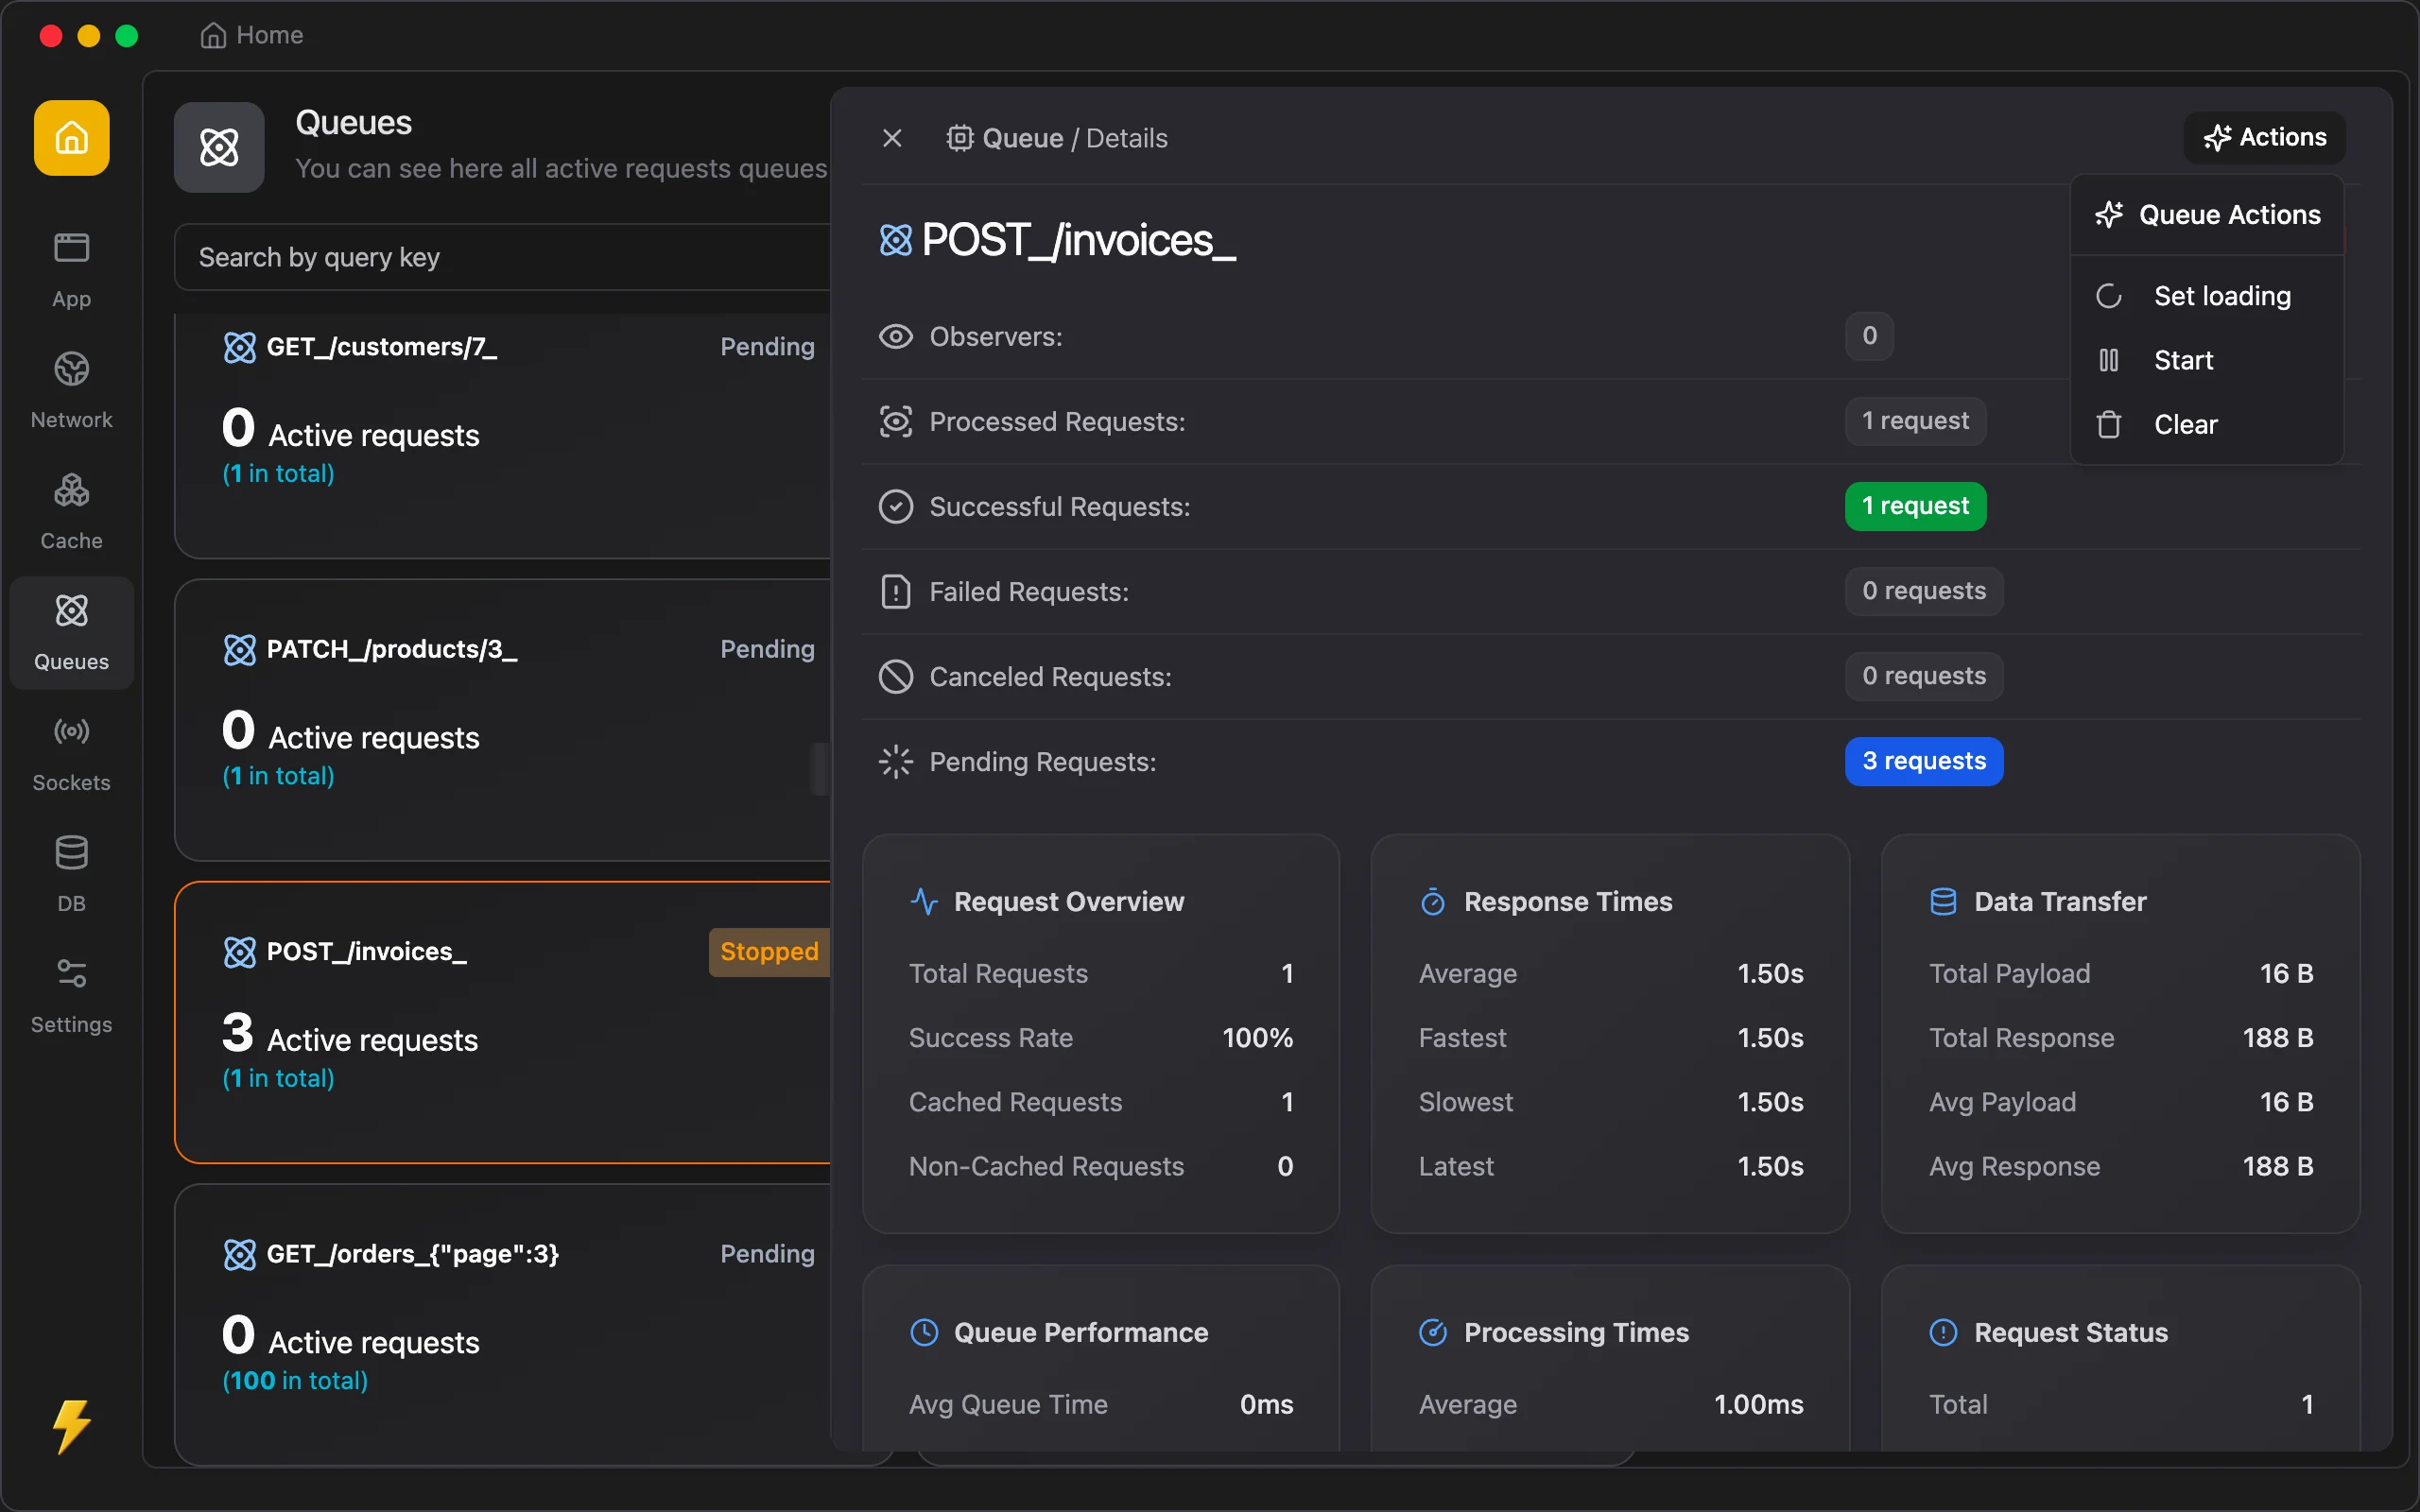 Home
App
Network
Cache
Queues
Sockets
DB
Settings
Queues
You can see here all active requests queues
Search by query key
GET_/customers/7_
Pending
0 Active requests
(1 in total)
PATCH_/products/3_
Pending
0 Active requests
(1 in total)
POST_/invoices_
Stopped
3 Active requests
(1 in total)
GET_/orders_{"page":3}
Pending
0 Active requests
(100 in total)
Queue / Details
Actions
Queue Actions
Set loading
Start
Clear
POST_/invoices_
Observers:
0
Processed Requests:
1 request
Successful Requests:
1 request
Failed Requests:
0 requests
Canceled Requests:
0 requests
Pending Requests:
3 requests
Request Overview
Total Requests 1
Success Rate 100%
Cached Requests 1
Non-Cached Requests 0
Response Times
Average 1.50s
Fastest 1.50s
Slowest 1.50s
Latest 1.50s
Data Transfer
Total Payload 16 B
Total Response 188 B
Avg Payload 16 B
Avg Response 188 B
Queue Performance
Avg Queue Time 0ms
Processing Times
Average 1.00ms
Request Status
Total 1